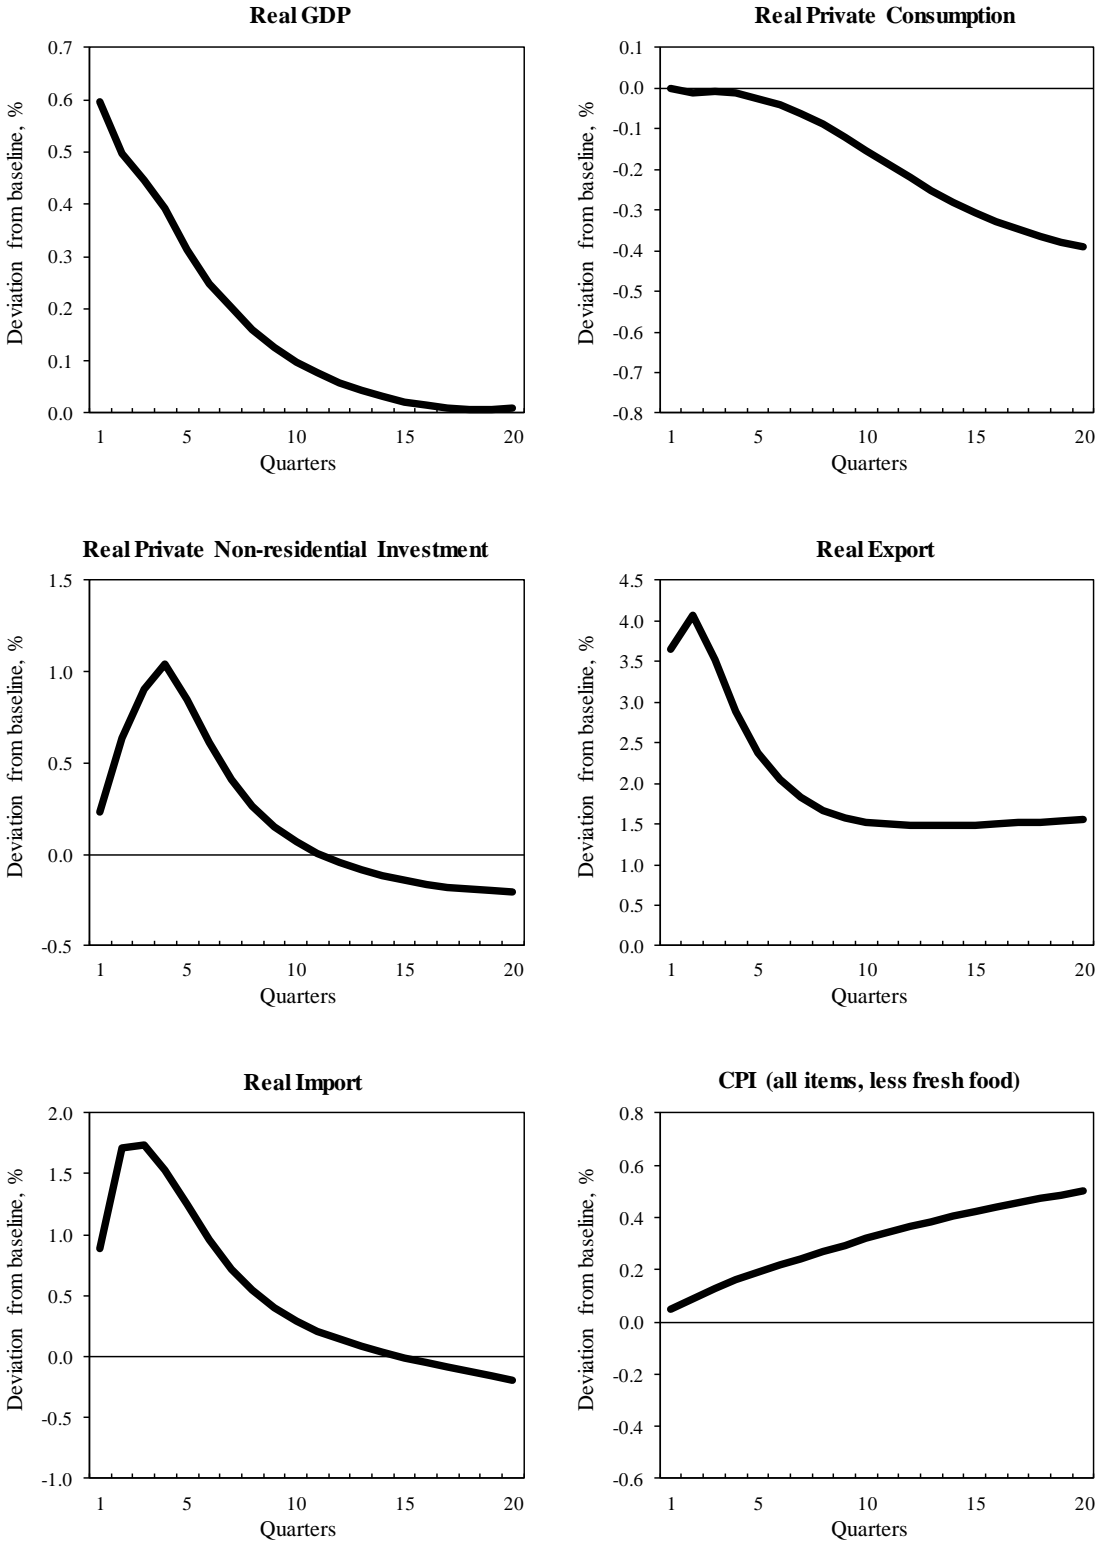 Real GDP
Deviation from baseline, %
0.7
0.6
0.5
0.4
0.3
0.2
0.1
0.0
1 5 10 15 20
Quarters
Real Private Consumption
Deviation from baseline, %
0.1
0.0
-0.1
-0.2
-0.3
-0.4
-0.5
-0.6
-0.7
-0.8
1 5 10 15 20
Quarters
Real Private Non-residential Investment
Deviation from baseline, %
1.5
1.0
0.5
0.0
-0.5
1 5 10 15 20
Quarters
Real Export
Deviation from baseline, %
4.5
4.0
3.5
3.0
2.5
2.0
1.5
1.0
0.5
0.0
1 5 10 15 20
Quarters
Real Import
Deviation from baseline, %
2.0
1.5
1.0
0.5
0.0
-0.5
-1.0
1 5 10 15 20
Quarters
CPI (all items, less fresh food)
Deviation from baseline, %
0.8
0.6
0.4
0.2
0.0
-0.2
-0.4
-0.6
1 5 10 15 20
Quarters